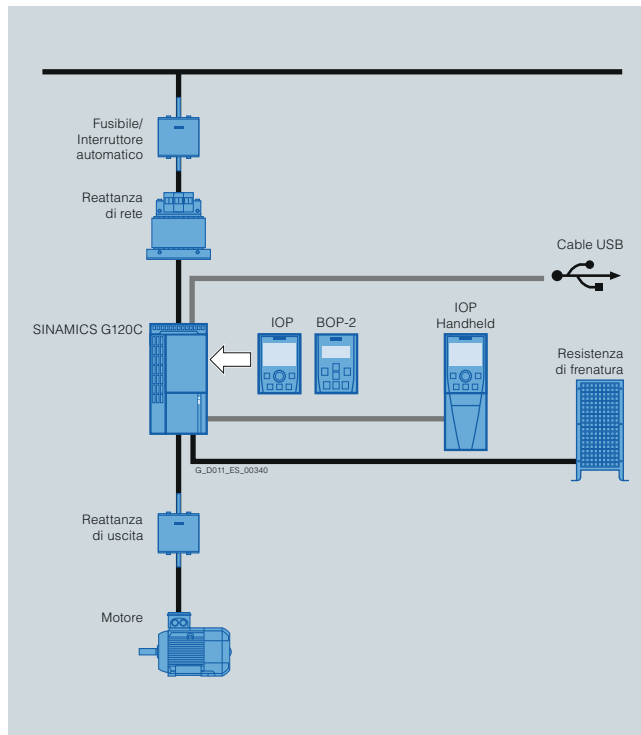 Fusibile/
Interruttore
automatico
Reattanza
di rete
Cable USB
SINAMICS G120C
IOP
BOP-2
IOP
Handheld
Resistenza
di frenatura
G_D011_ES_00340
Reattanza
di uscita
Motore